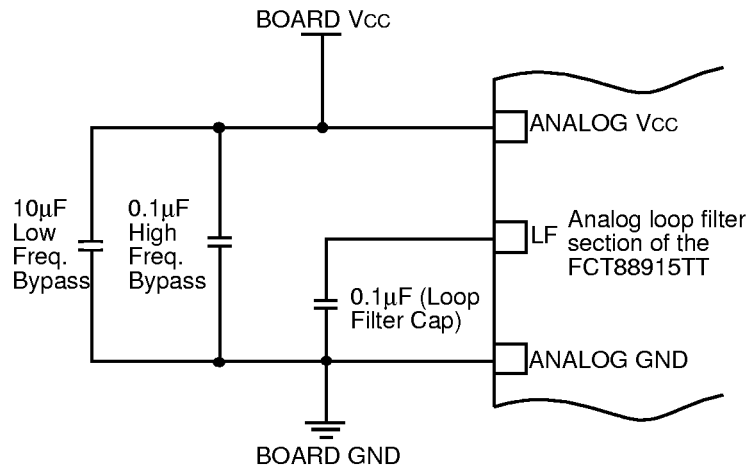 BOARD VCC
ANALOG VCC
10µF
Low
Freq.
Bypass
0.1µF
High
Freq.
Bypass
LF
Analog loop filter
section of the
FCT88915TT
0.1µF (Loop
Filter Cap)
ANALOG GND
BOARD GND